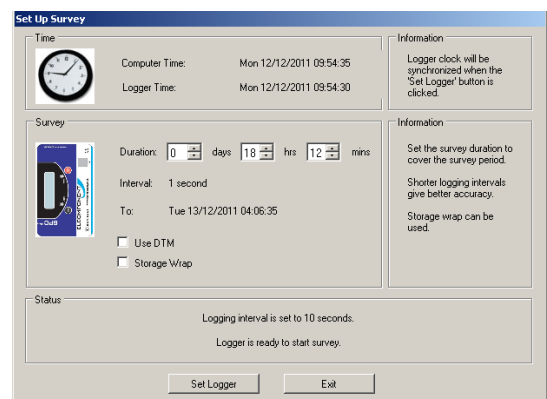 Set Up Survey
Time
Computer Time: Mon 12/12/2011 09:54:35
Logger Time: Mon 12/12/2011 09:54:30
Information
Logger clock will be
synchronized when the
'Set Logger' button is
clicked.
Survey
Duration: 0 days 18 hrs 12 mins
Interval: 1 second
To: Tue 13/12/2011 04:06:35
Use DTM
Storage Wrap
Information
Set the survey duration to
cover the survey period.
Shorter logging intervals
give better accuracy.
Storage wrap can be
used.
Status
Logging interval is set to 10 seconds.
Logger is ready to start survey.
Set Logger
Exit